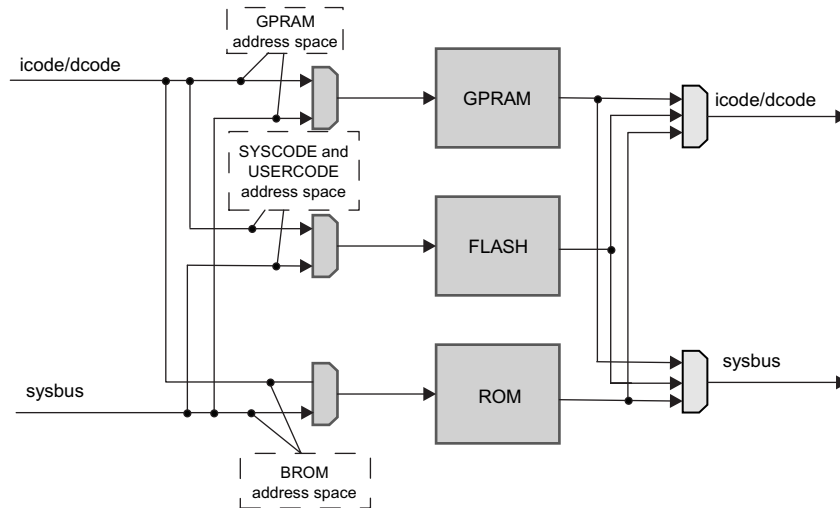 GPRAM
address space
icode/dcode
GPRAM
icode/dcode
SYSCODE and
USERCODE
address space
FLASH
sysbus
sysbus
ROM
BROM
address space